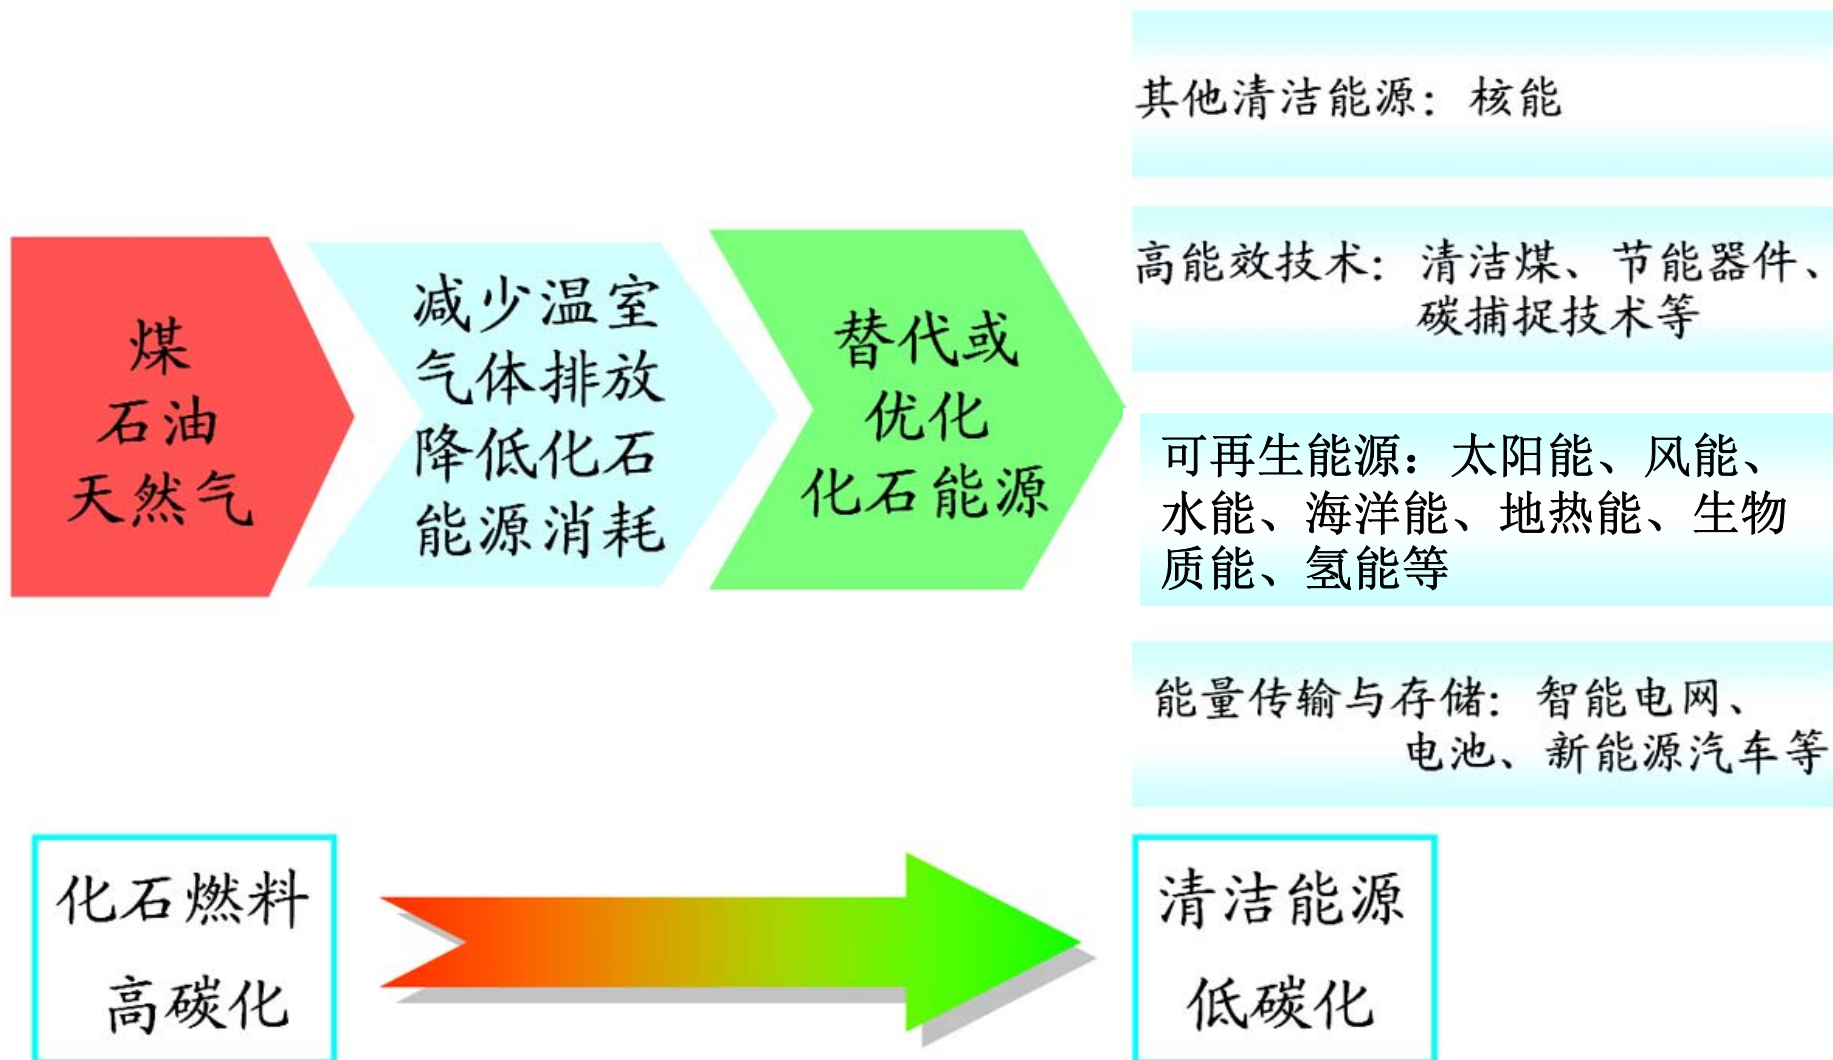 煤
石油
天然气
减少温室
气体排放
降低化石
能源消耗
替代或
优化
化石能源
其他清洁能源：核能
高能效技术：清洁煤、节能器件、
碳捕捉技术等
可再生能源：太阳能、风能、
水能、海洋能、地热能、生物
质能、氢能等
能量传输与存储：智能电网、
电池、新能源汽车等
化石燃料
高碳化
清洁能源
低碳化